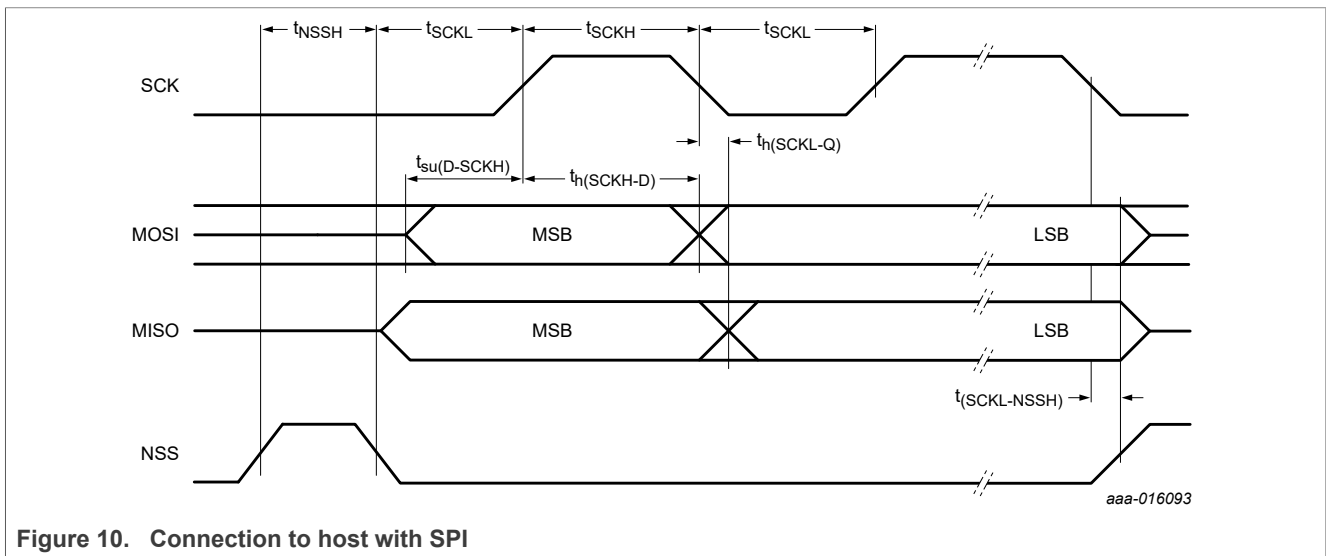 tNSSH tSCKL tSCKH tSCKL
SCK
th(SCKL-Q)
tsu(D-SCKH)
th(SCKH-D)
MOSI MSB LSB
MISO MSB LSB
t(SCKL-NSSH)
NSS
aaa-016093
Figure 10. Connection to host with SPI